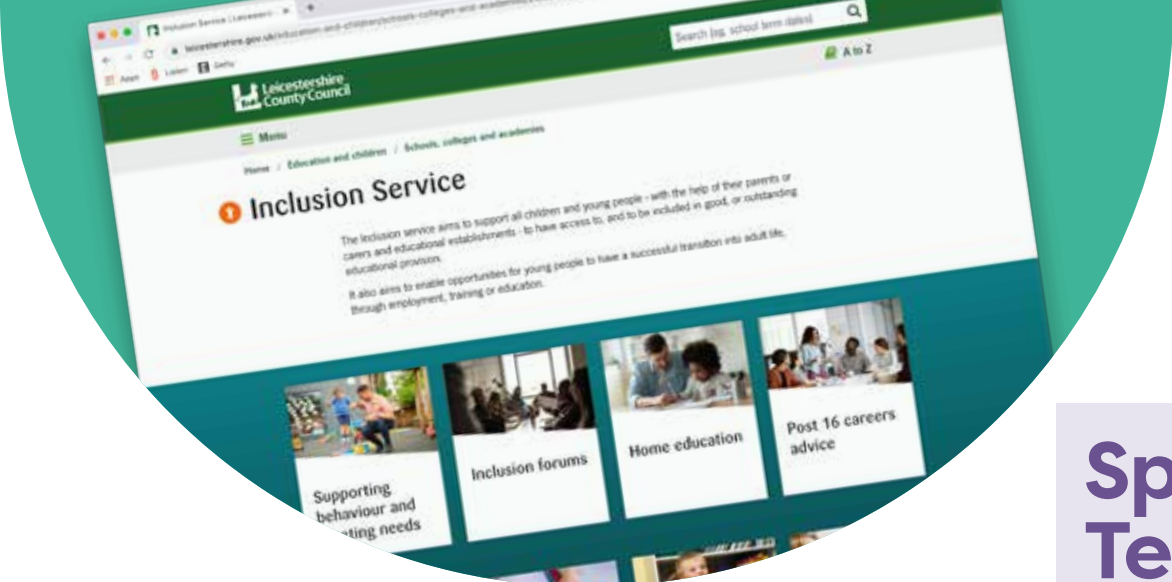 Inclusion Service | Leicestersh
leicestershire.gov.uk/education-and-children/schools-colleges-and-academies
Apps
Listen
Getty
Search (eg. school term dates)
Leicestershire
County Council
A to Z
Menu
Home / Education and children / Schools, colleges and academies
Inclusion Service
The inclusion service aims to support all children and young people - with the help of their parents or
carers and educational establishments - to have access to, and to be included in good, or outstanding
educational provision.
It also aims to enable opportunities for young people to have a successful transition into adult life,
through employment, training or education.
Supporting
behaviour and
needs
Inclusion forums
Home education
Post 16 careers
advice
Sp
Te